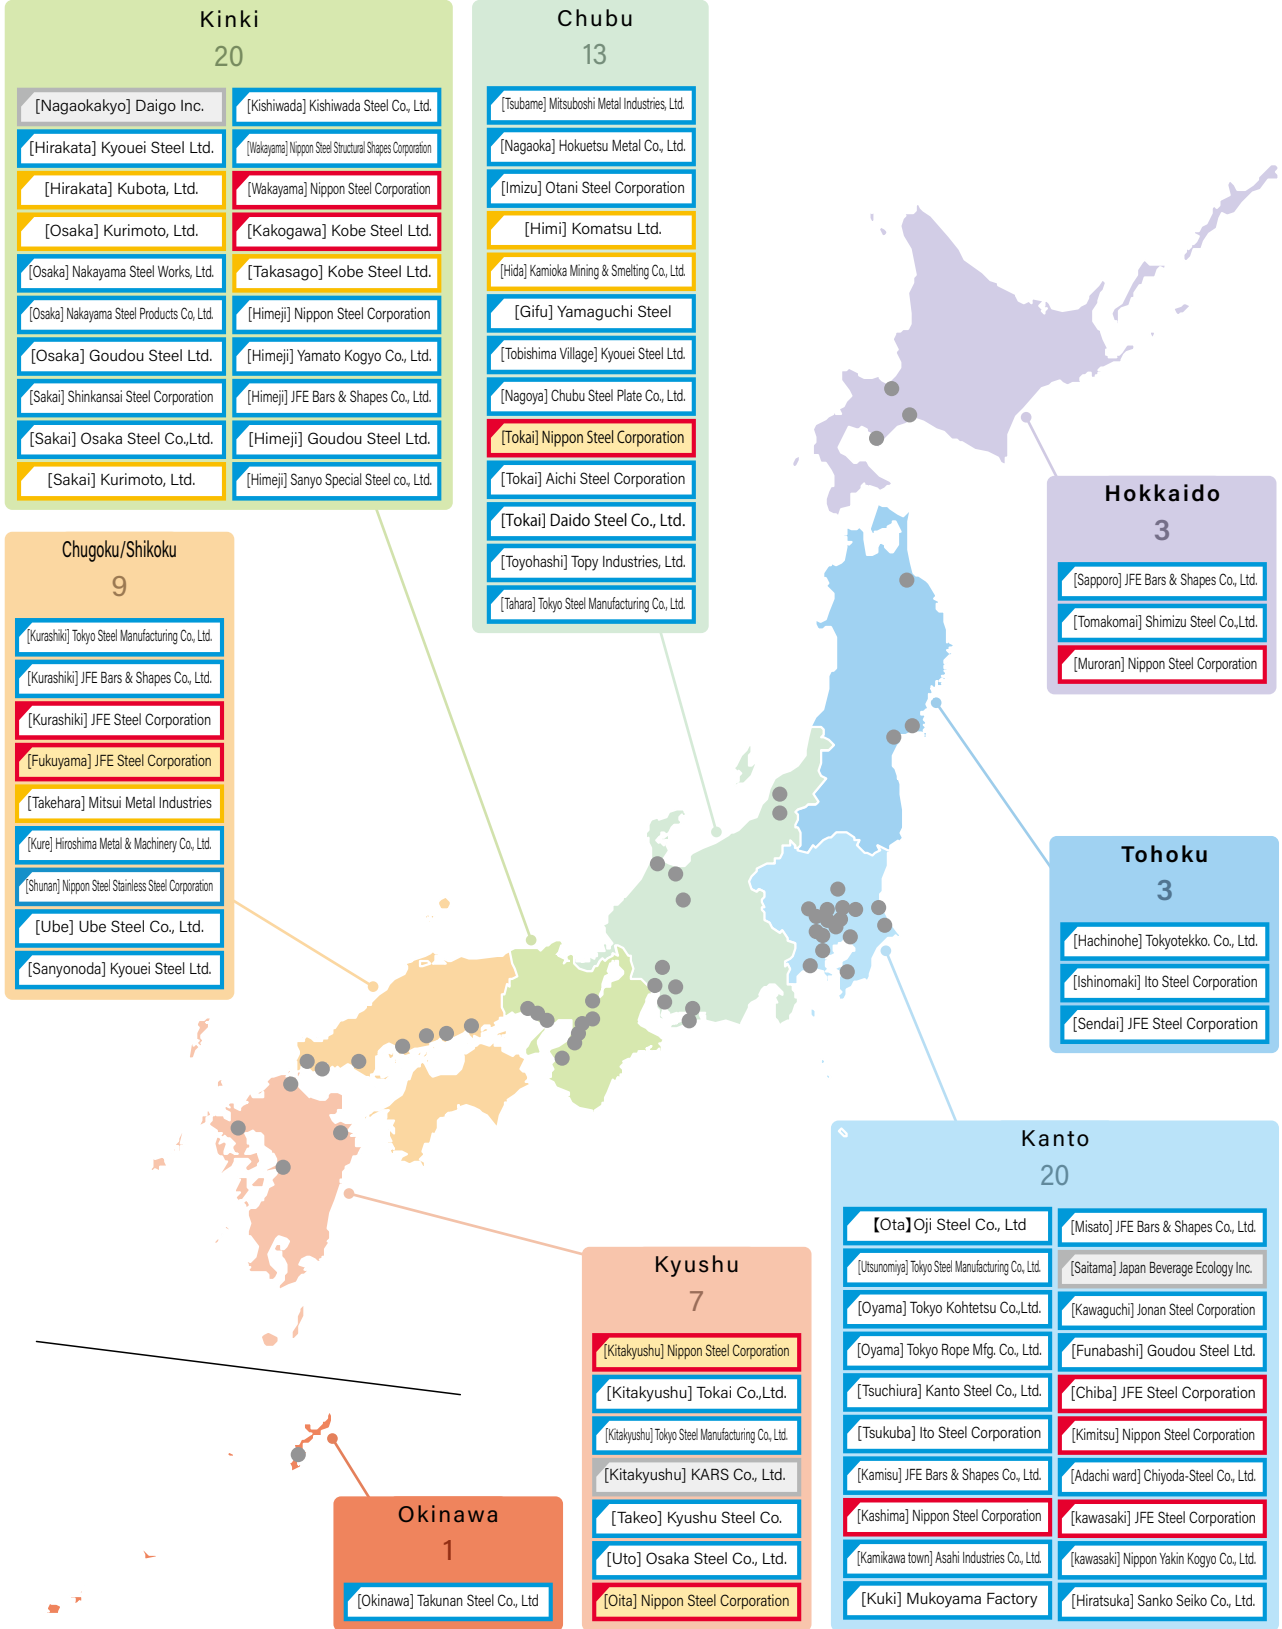 Kinki
20
[Nagaokakyo] Daigo Inc.
[Hirakata] Kyouei Steel Ltd.
[Hirakata] Kubota, Ltd.
[Osaka] Kurimoto, Ltd.
[Osaka] Nakayama Steel Works, Ltd.
[Osaka] Nakayama Steel Products Co, Ltd.
[Osaka] Goudou Steel Ltd.
[Sakai] Shinkansai Steel Corporation
[Sakai] Osaka Steel Co.,Ltd.
[Sakai] Kurimoto, Ltd.
[Kishiwada] Kishiwada Steel Co., Ltd.
[Wakayama] Nippon Steel Structural Shapes Corporation
[Wakayama] Nippon Steel Corporation
[Kakogawa] Kobe Steel Ltd.
[Takasago] Kobe Steel Ltd.
[Himeji] Nippon Steel Corporation
[Himeji] Yamato Kogyo Co., Ltd.
[Himeji] JFE Bars & Shapes Co., Ltd.
[Himeji] Goudou Steel Ltd.
[Himeji] Sanyo Special Steel co., Ltd.
Chubu
13
[Tsubame] Mitsuboshi Metal Industries, Ltd.
[Nagaoka] Hokuetsu Metal Co., Ltd.
[Imizu] Otani Steel Corporation
[Himi] Komatsu Ltd.
[Hida] Kamioka Mining & Smelting Co., Ltd.
[Gifu] Yamaguchi Steel
[Tobishima Village] Kyouei Steel Ltd.
[Nagoya] Chubu Steel Plate Co., Ltd.
[Tokai] Nippon Steel Corporation
[Tokai] Aichi Steel Corporation
[Tokai] Daido Steel Co., Ltd.
[Toyohashi] Topy Industries, Ltd.
[Tahara] Tokyo Steel Manufacturing Co., Ltd.
Hokkaido
3
[Sapporo] JFE Bars & Shapes Co., Ltd.
[Tomakomai] Shimizu Steel Co.,Ltd.
[Muroran] Nippon Steel Corporation
Chugoku/Shikoku
9
[Kurashiki] Tokyo Steel Manufacturing Co., Ltd.
[Kurashiki] JFE Bars & Shapes Co., Ltd.
[Kurashiki] JFE Steel Corporation
[Fukuyama] JFE Steel Corporation
[Takehara] Mitsui Metal Industries
[Kure] Hiroshima Metal & Machinery Co., Ltd.
[Shunan] Nippon Steel Stainless Steel Corporation
[Ube] Ube Steel Co., Ltd.
[Sanyonoda] Kyouei Steel Ltd.
Tohoku
3
[Hachinohe] Tokyotekko. Co., Ltd.
[Ishinomaki] Ito Steel Corporation
[Sendai] JFE Steel Corporation
Kanto
20
【Ota】Oji Steel Co., Ltd
[Utsunomiya] Tokyo Steel Manufacturing Co., Ltd.
[Oyama] Tokyo Kohtetsu Co.,Ltd.
[Oyama] Tokyo Rope Mfg. Co., Ltd.
[Tsuchiura] Kanto Steel Co., Ltd.
[Tsukuba] Ito Steel Corporation
[Kamisu] JFE Bars & Shapes Co., Ltd.
[Kashima] Nippon Steel Corporation
[Kamikawa town] Asahi Industries Co., Ltd.
[Kuki] Mukoyama Factory
[Misato] JFE Bars & Shapes Co., Ltd.
[Saitama] Japan Beverage Ecology Inc.
[Kawaguchi] Jonan Steel Corporation
[Funabashi] Goudou Steel Ltd.
[Chiba] JFE Steel Corporation
[Kimitsu] Nippon Steel Corporation
[Adachi ward] Chiyoda-Steel Co., Ltd.
[kawasaki] JFE Steel Corporation
[kawasaki] Nippon Yakin Kogyo Co., Ltd.
[Hiratsuka] Sanko Seiko Co., Ltd.
Kyushu
7
[Kitakyushu] Nippon Steel Corporation
[Kitakyushu] Tokai Co.,Ltd.
[Kitakyushu] Tokyo Steel Manufacturing Co., Ltd.
[Kitakyushu] KARS Co., Ltd.
[Takeo] Kyushu Steel Co.
[Uto] Osaka Steel Co., Ltd.
[Oita] Nippon Steel Corporation
Okinawa
1
[Okinawa] Takunan Steel Co., Ltd